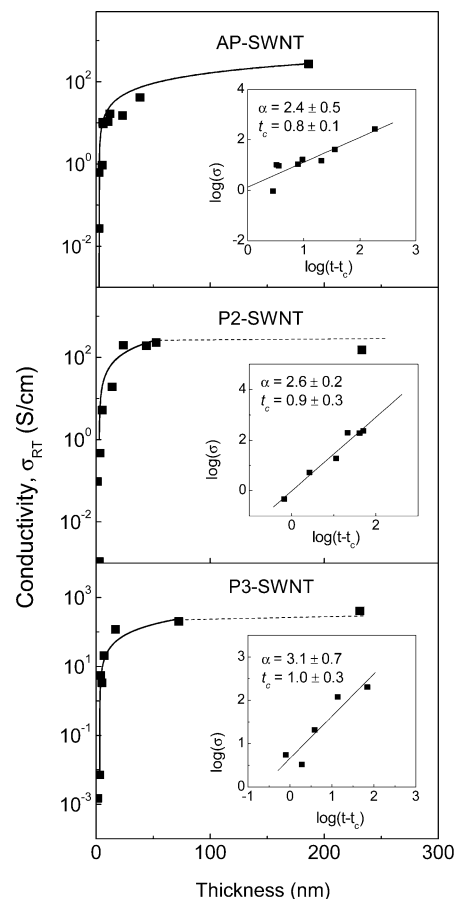 AP-SWNT
10²
10⁰
10⁻²
4
2
0
-2
α = 2.4 ± 0.5
t_c = 0.8 ± 0.1
log(σ)
0 1 2 3
log(t-t_c)
P2-SWNT
10²
10⁰
10⁻²
4
2
0
α = 2.6 ± 0.2
t_c = 0.9 ± 0.3
log(σ)
0 2
log(t-t_c)
Conductivity, σ_RT (S/cm)
P3-SWNT
10³
10¹
10⁻¹
10⁻³
3
2
1
0
α = 3.1 ± 0.7
t_c = 1.0 ± 0.3
log(σ)
-1 0 1 2 3
log(t-t_c)
0 100 200 300
Thickness (nm)